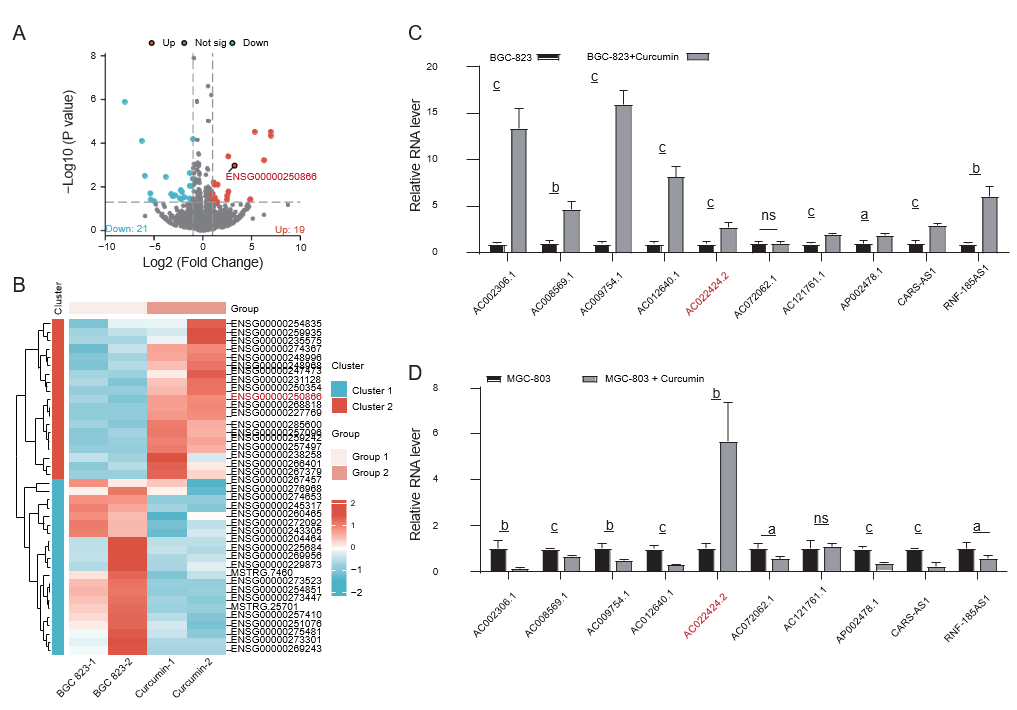 A
Up Not sig Down
−Log10 (P value)
8
6
4
2
0
ENSG00000250866
Down: 21
Up: 19
−10 −5 0 5 10
Log2 (Fold Change)
B
Cluster
Group
ENSG00000254835
ENSG00000259935
ENSG00000235575
ENSG00000274367
ENSG00000248996
ENSG00000248968
ENSG00000247473
ENSG00000231128
ENSG00000250354
ENSG00000250866
ENSG00000268818
ENSG00000227769
ENSG00000285600
ENSG00000257096
ENSG00000259242
ENSG00000257497
ENSG00000238258
ENSG00000266401
ENSG00000267379
ENSG00000267457
ENSG00000276968
ENSG00000274653
ENSG00000245317
ENSG00000260465
ENSG00000272092
ENSG00000243305
ENSG00000204464
ENSG00000225684
ENSG00000269956
ENSG00000229873
MSTRG.7460
ENSG00000273523
ENSG00000254851
ENSG00000273447
MSTRG.25701
ENSG00000257410
ENSG00000251076
ENSG00000275481
ENSG00000273301
ENSG00000269243
BGC 823-1
BGC 823-2
Curcumin-1
Curcumin-2
Cluster
Cluster 1
Cluster 2
Group
Group 1
Group 2
2
1
0
−1
−2
C
BGC-823 BGC-823+Curcumin
Relative RNA lever
20
15
10
5
0
c b c c c ns c a c b
AC002306.1
AC008569.1
AC009754.1
AC012640.1
AC022424.2
AC072062.1
AC121761.1
AP002478.1
CARS-AS1
RNF-185AS1
D
MGC-803 MGC-803 + Curcumin
Relative RNA lever
8
6
4
2
0
b c b c b a ns c c a
AC002306.1
AC008569.1
AC009754.1
AC012640.1
AC022424.2
AC072062.1
AC121761.1
AP002478.1
CARS-AS1
RNF-185AS1